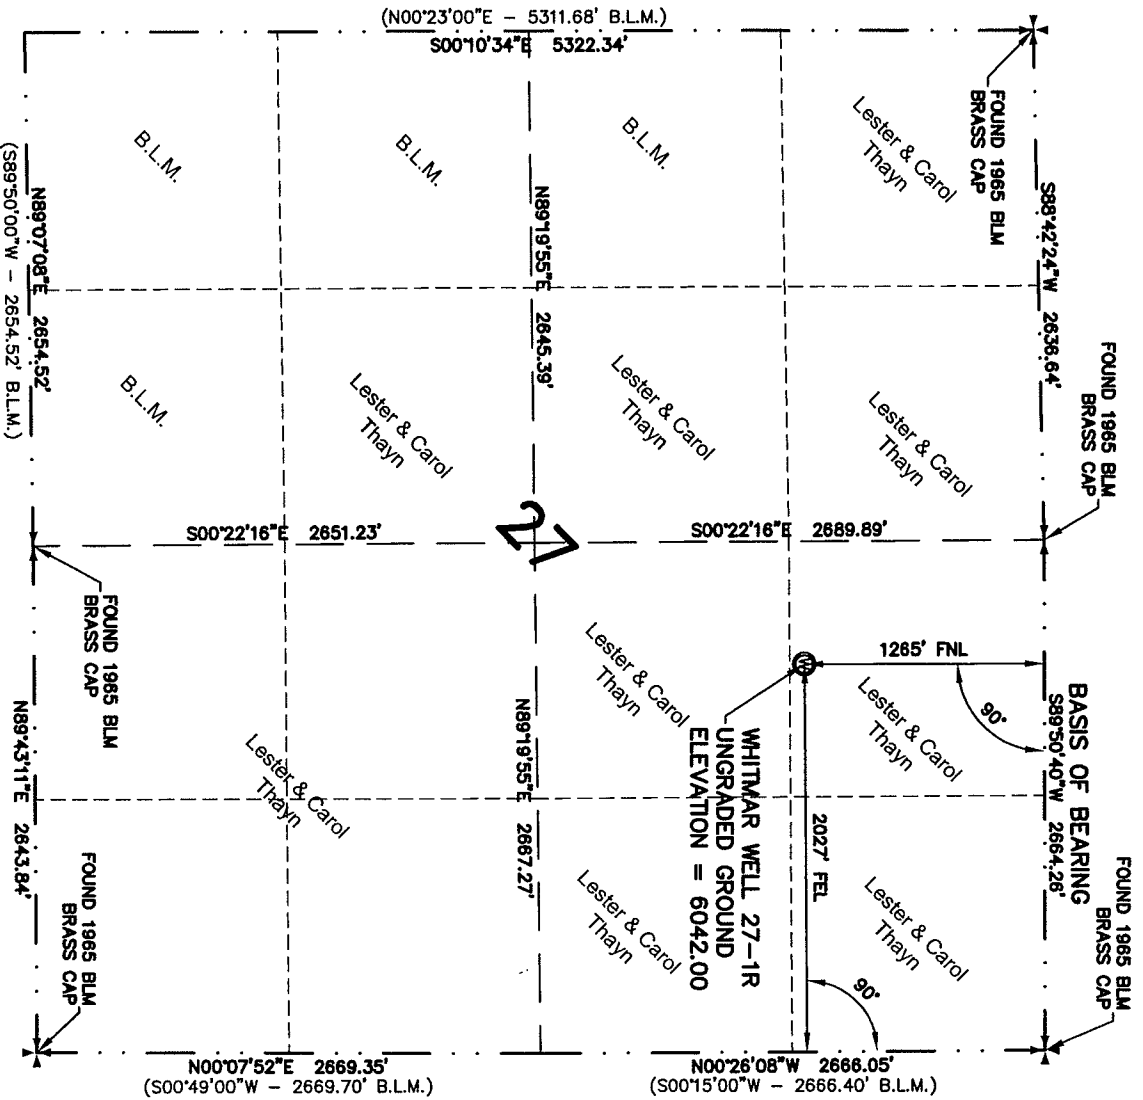 (N00°23'00"E - 5311.68' B.L.M.)
S00°10'34"E 5322.34'
FOUND 1965 BLM
BRASS CAP
Lester & Carol
Thayn
B.L.M.
B.L.M.
B.L.M.
S88°42'24"W 2636.64'
N89°19'55"E 2645.39'
N89°07'08"E 2654.52'
(S89°50'00"W - 2654.52' B.L.M.)
FOUND 1965 BLM
BRASS CAP
Lester & Carol
Thayn
Lester & Carol
Thayn
Lester & Carol
Thayn
B.L.M.
S00°22'16"E 2651.23'
27
S00°22'16"E 2689.89'
FOUND 1965 BLM
BRASS CAP
1265' FNL
90°
BASIS OF BEARING
S89°50'40"W 2664.26'
W
WHITMAR WELL 27-1R
UNGRADED GROUND
ELEVATION = 6042.00
Lester & Carol
Thayn
Lester & Carol
Thayn
Lester & Carol
Thayn
N89°19'55"E 2667.27'
N89°43'11"E 2643.84'
2027' FEL
90°
Lester & Carol
Thayn
Lester & Carol
Thayn
FOUND 1965 BLM
BRASS CAP
FOUND 1965 BLM
BRASS CAP
N00°07'52"E 2669.35'
(S00°49'00"W - 2669.70' B.L.M.)
N00°26'08"W 2666.05'
(S00°15'00"W - 2666.40' B.L.M.)